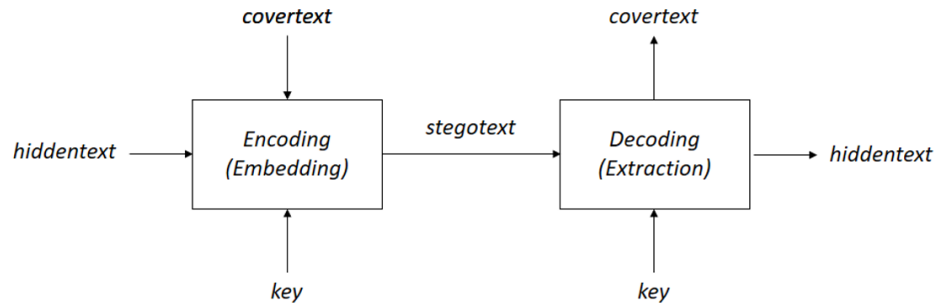 covertext
covertext
hiddentext
Encoding
(Embedding)
stegotext
Decoding
(Extraction)
hiddentext
key
key